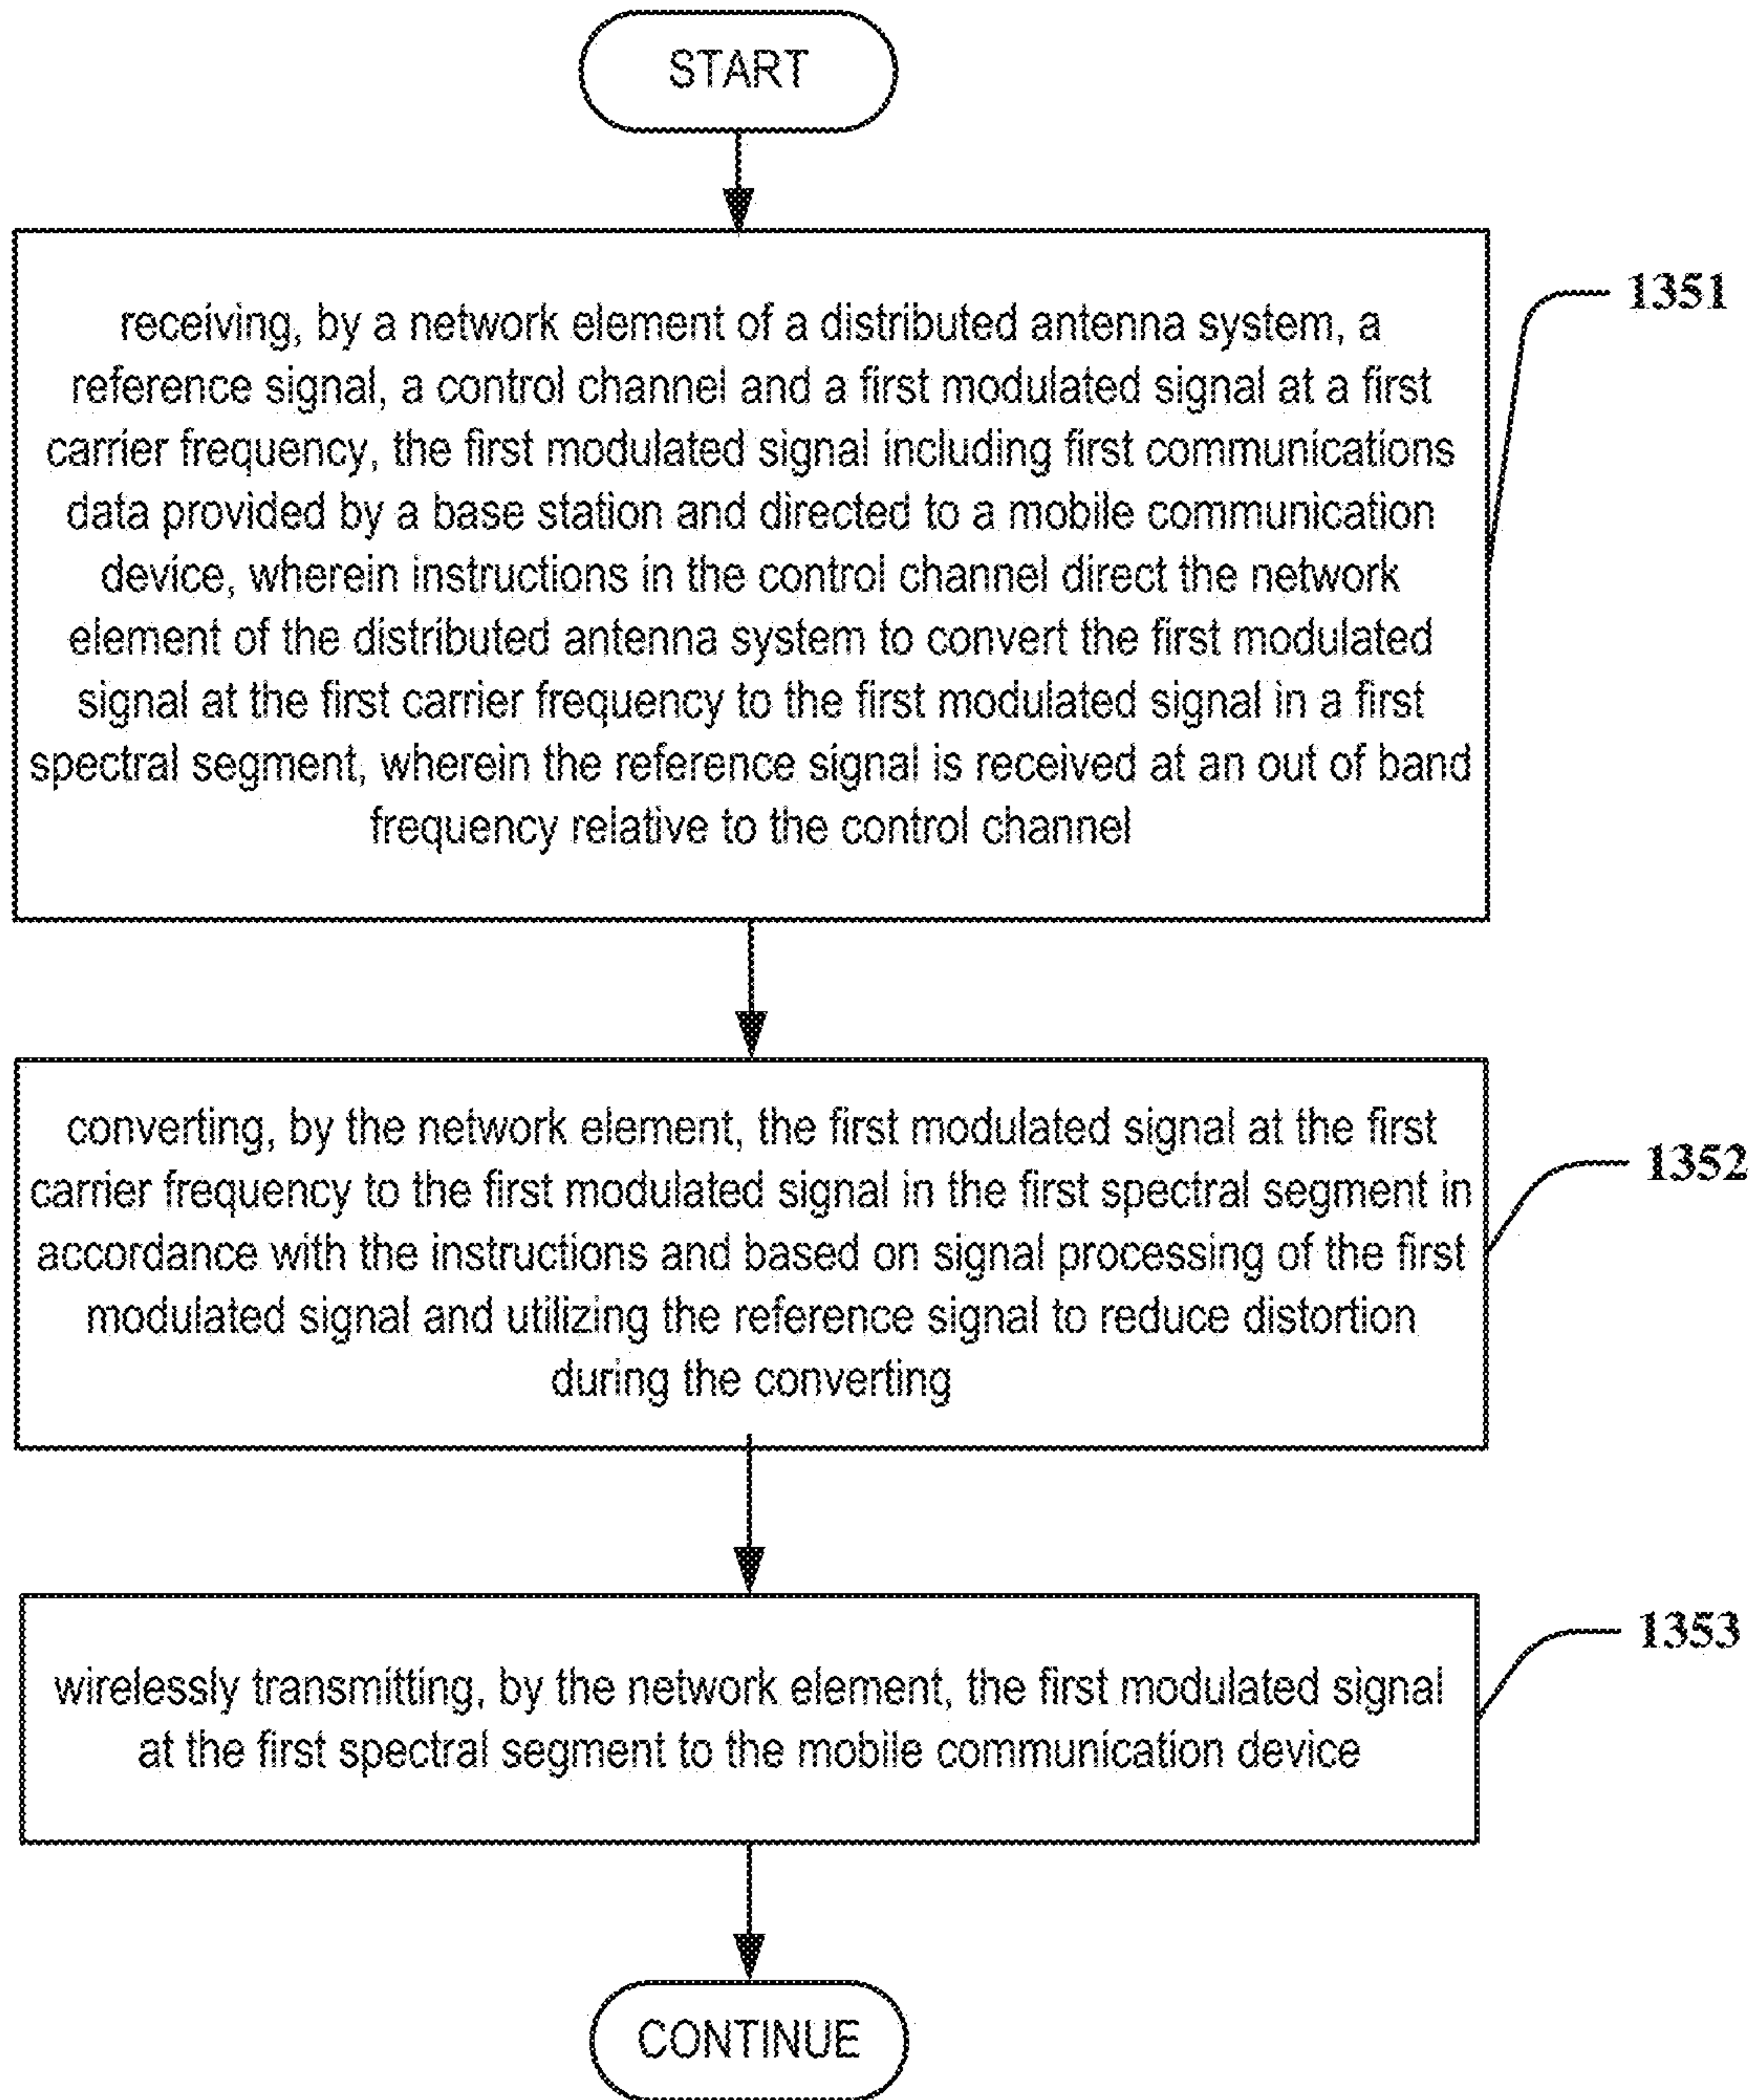 START
receiving, by a network element of a distributed antenna system, a
reference signal, a control channel and a first modulated signal at a first
carrier frequency, the first modulated signal including first communications
data provided by a base station and directed to a mobile communication
device, wherein instructions in the control channel direct the network
element of the distributed antenna system to convert the first modulated
signal at the first carrier frequency to the first modulated signal in a first
spectral segment, wherein the reference signal is received at an out of band
frequency relative to the control channel
1351
converting, by the network element, the first modulated signal at the first
carrier frequency to the first modulated signal in the first spectral segment in
accordance with the instructions and based on signal processing of the first
modulated signal and utilizing the reference signal to reduce distortion
during the converting
1352
wirelessly transmitting, by the network element, the first modulated signal
at the first spectral segment to the mobile communication device
1353
CONTINUE